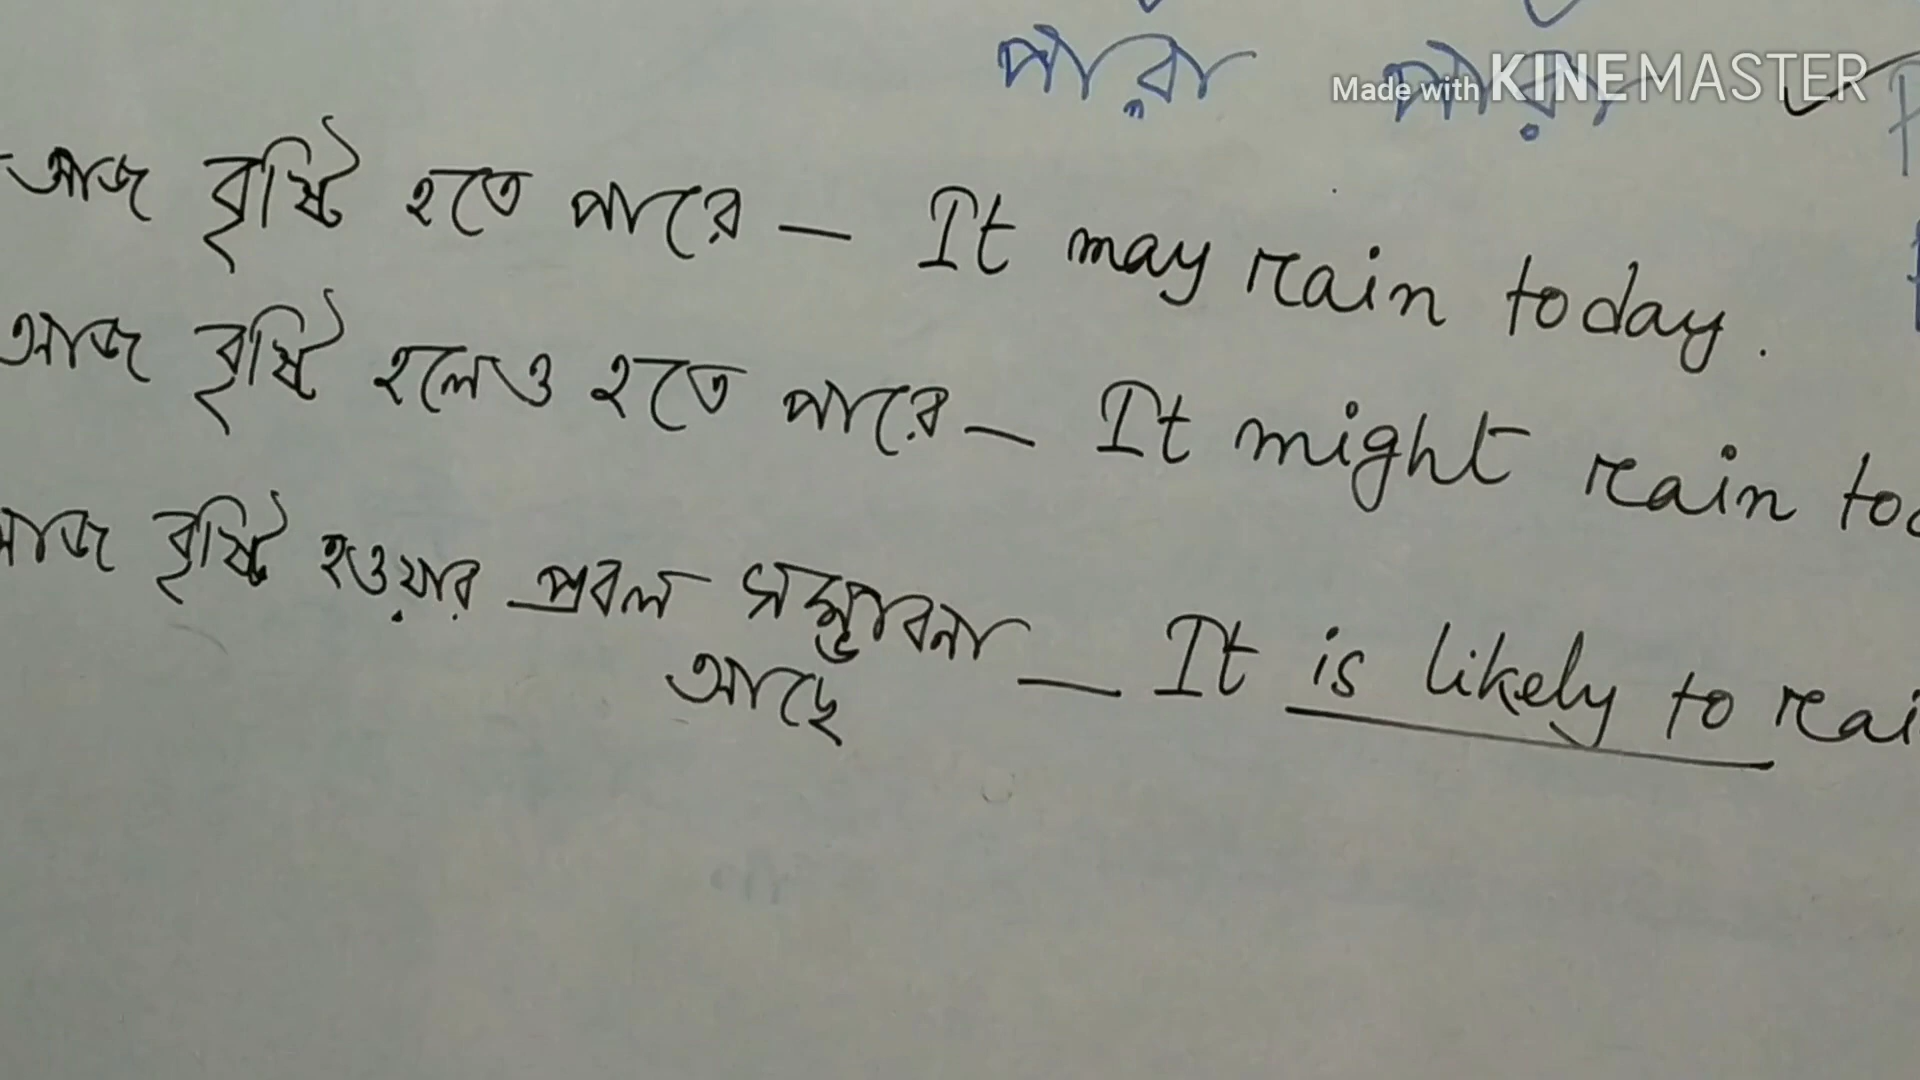 পারা পারা
Made with KINEMASTER
আজ বৃষ্টি হতে পারে — It may rain today.
আজ বৃষ্টি হলেও হতে পারে — It might rain
আজ বৃষ্টি হওয়ার প্রবল সম্ভাবনা — It is likely to
আছে